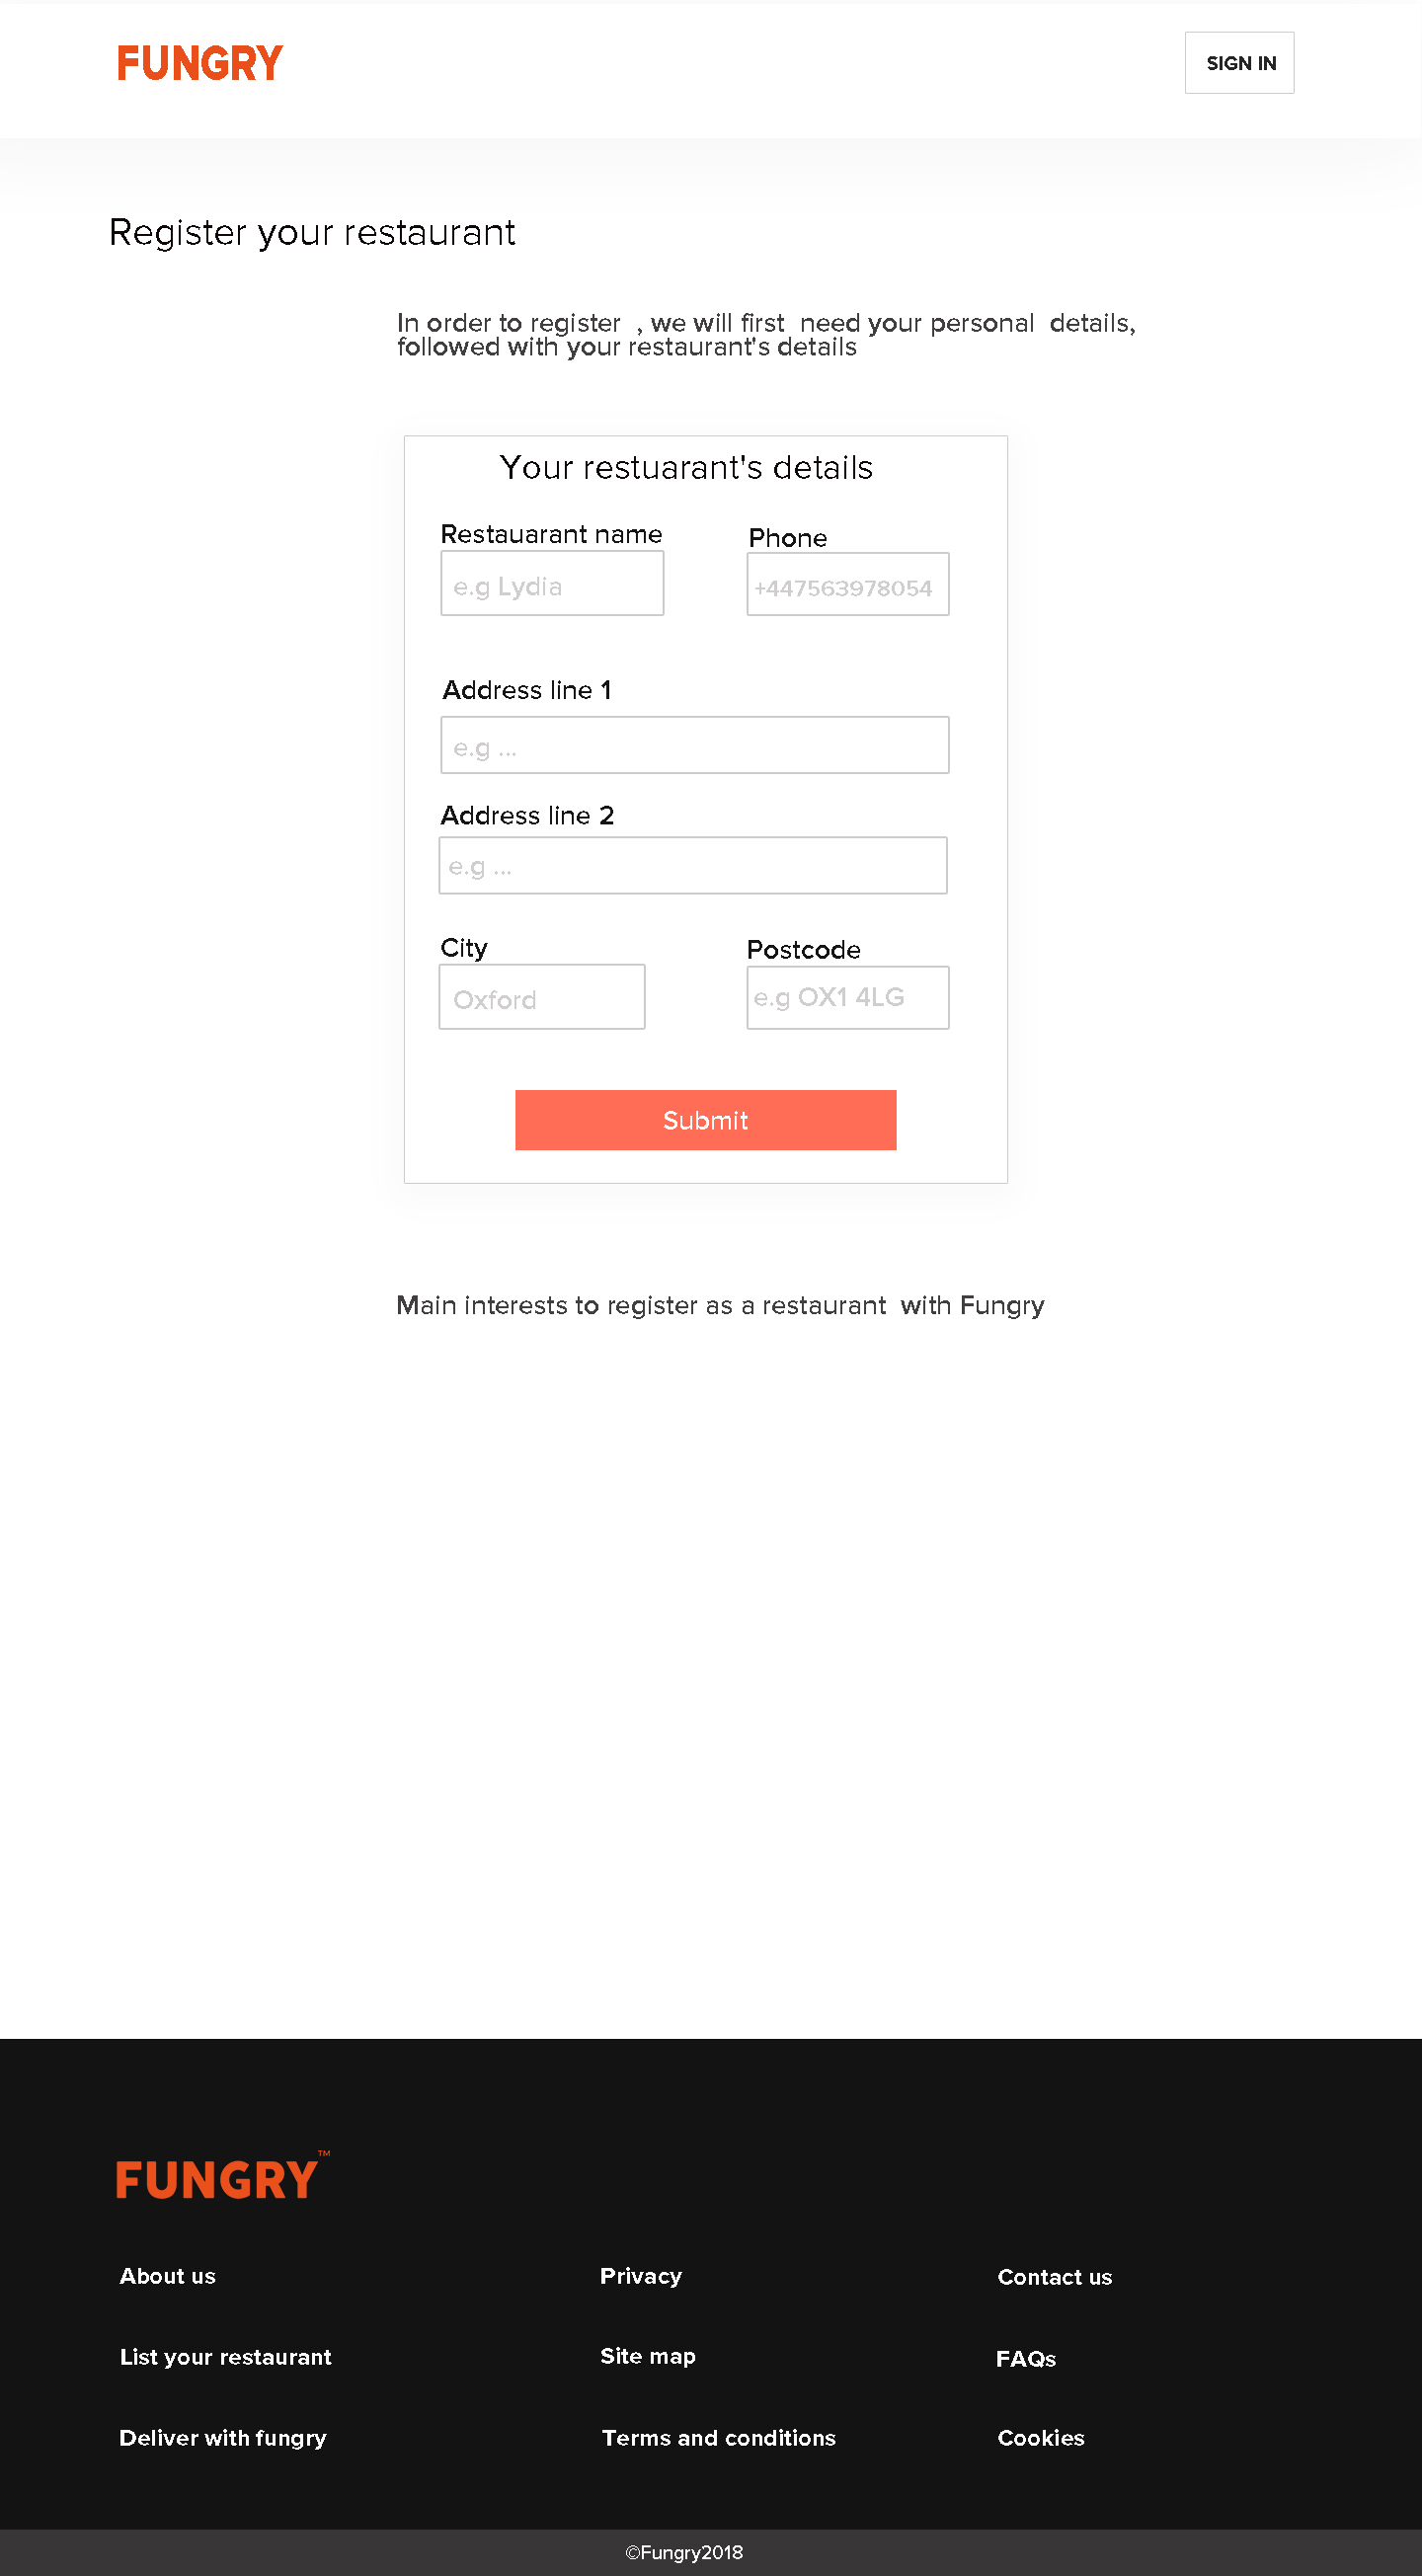 FUNGRY
SIGN IN
Register your restaurant
In order to register  , we will first  need your personal  details,
followed with your restaurant's details
Your restuarant's details
Restauarant name
Phone
e.g Lydia
+447563978054
Address line 1
e.g ...
Address line 2
e.g ...
City
Postcode
Oxford
e.g OX1 4LG
Submit
Main interests to register as a restaurant  with Fungry
FUNGRY™
About us
Privacy
Contact us
List your restaurant
Site map
FAQs
Deliver with fungry
Terms and conditions
Cookies
©Fungry2018